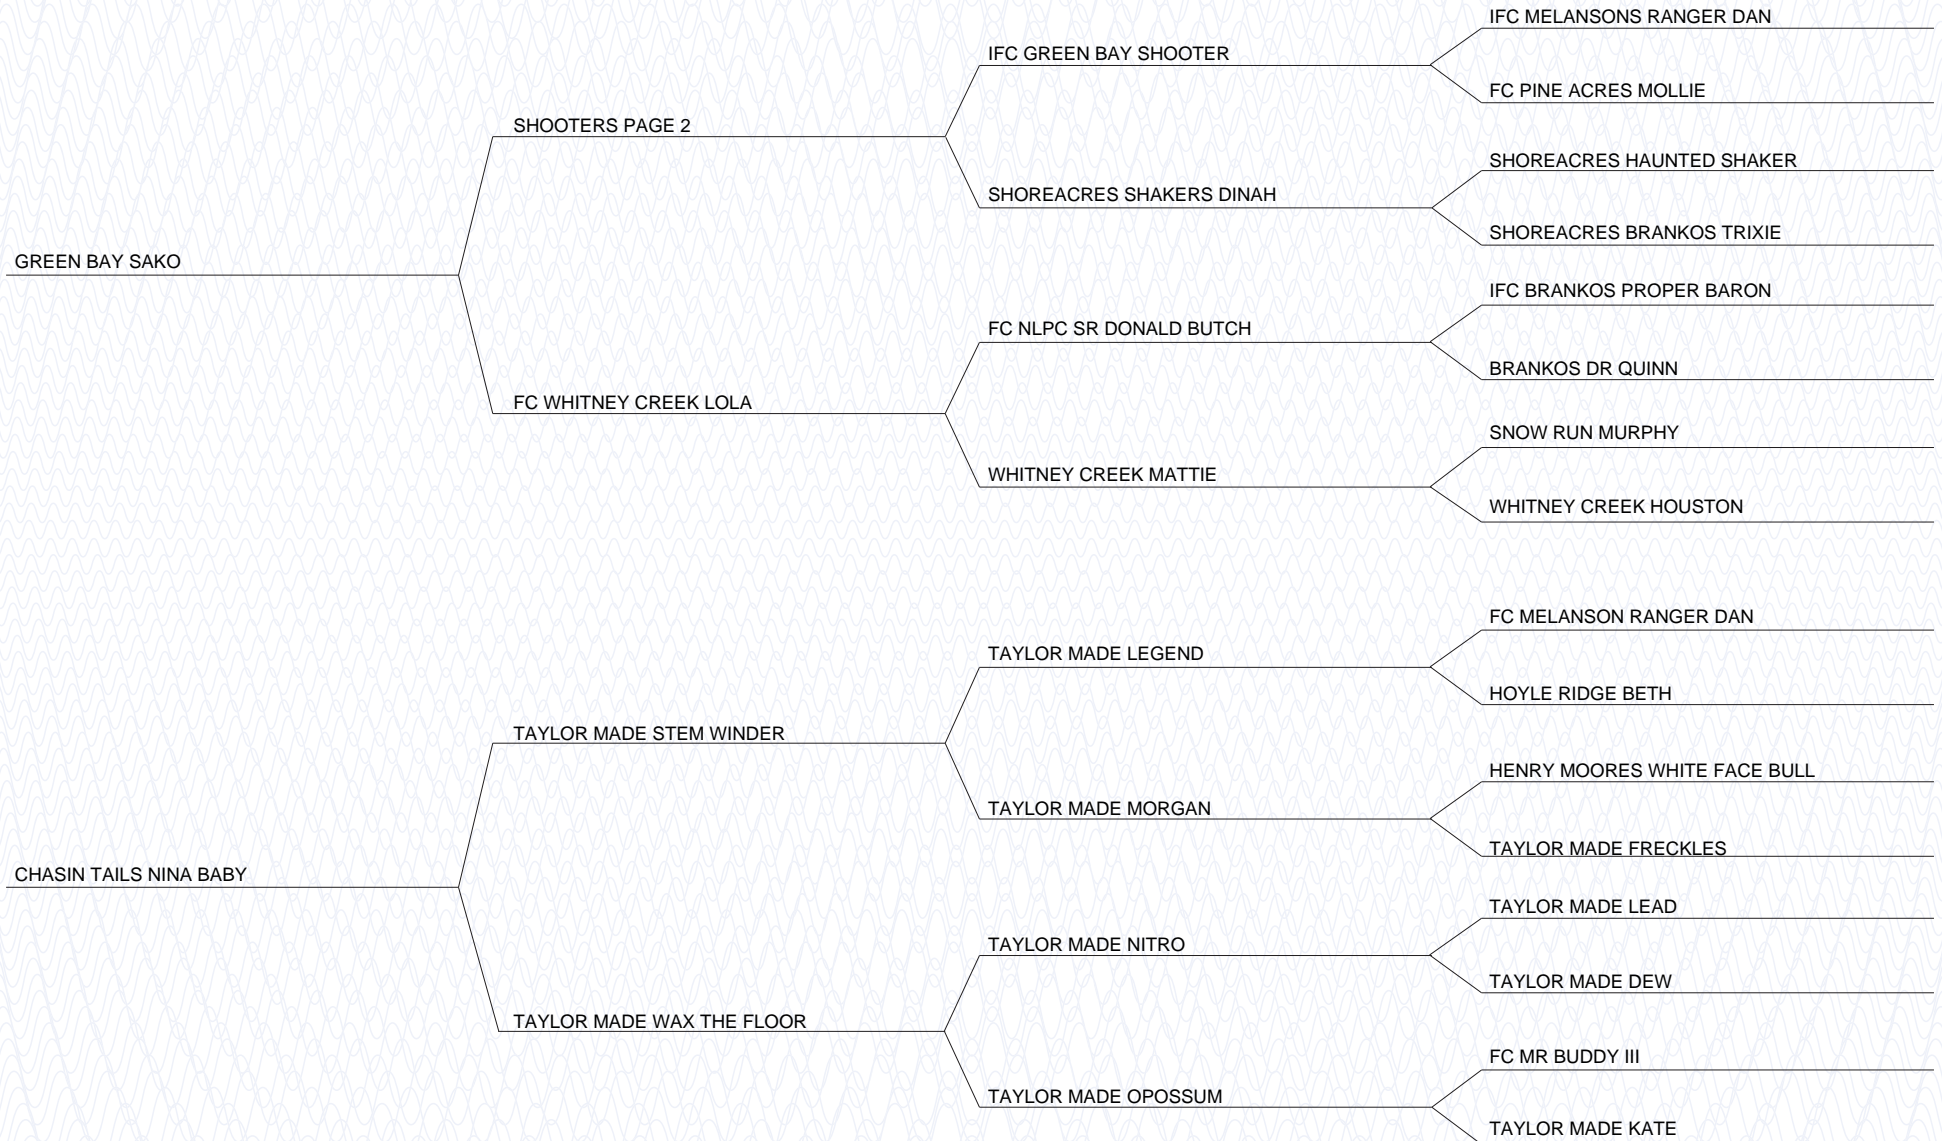 IFC MELANSONS RANGER DAN
IFC GREEN BAY SHOOTER
FC PINE ACRES MOLLIE
SHOOTERS PAGE 2
SHOREACRES HAUNTED SHAKER
SHOREACRES SHAKERS DINAH
SHOREACRES BRANKOS TRIXIE
GREEN BAY SAKO
IFC BRANKOS PROPER BARON
FC NLPC SR DONALD BUTCH
BRANKOS DR QUINN
FC WHITNEY CREEK LOLA
SNOW RUN MURPHY
WHITNEY CREEK MATTIE
WHITNEY CREEK HOUSTON
FC MELANSON RANGER DAN
TAYLOR MADE LEGEND
HOYLE RIDGE BETH
TAYLOR MADE STEM WINDER
HENRY MOORES WHITE FACE BULL
TAYLOR MADE MORGAN
TAYLOR MADE FRECKLES
CHASIN TAILS NINA BABY
TAYLOR MADE LEAD
TAYLOR MADE NITRO
TAYLOR MADE DEW
TAYLOR MADE WAX THE FLOOR
FC MR BUDDY III
TAYLOR MADE OPOSSUM
TAYLOR MADE KATE